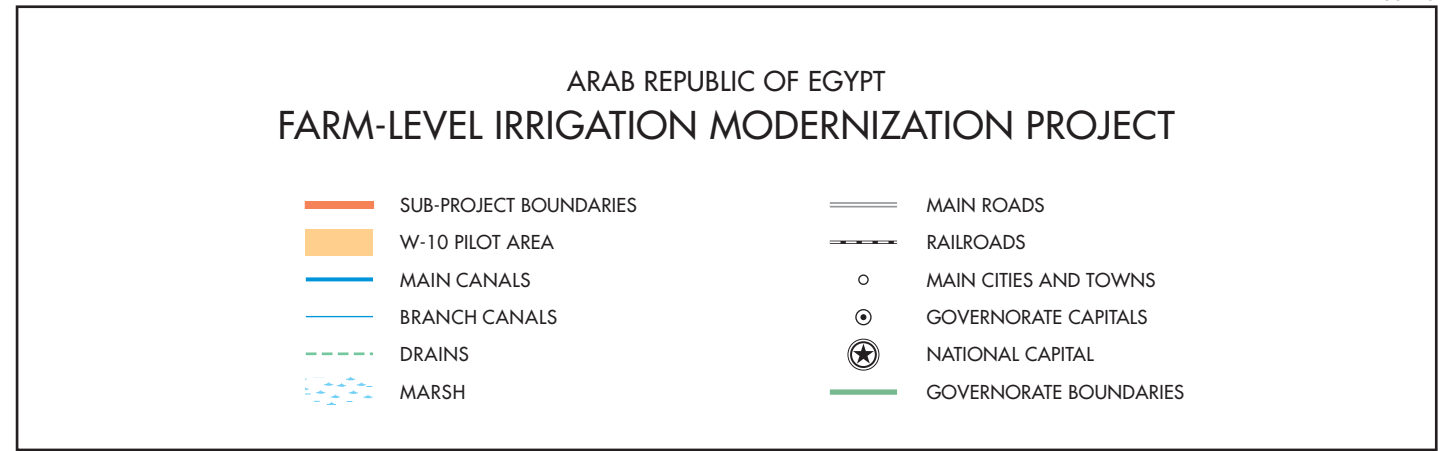 ARAB REPUBLIC OF EGYPT
FARM-LEVEL IRRIGATION MODERNIZATION PROJECT
SUB-PROJECT BOUNDARIES
W-10 PILOT AREA
MAIN CANALS
BRANCH CANALS
DRAINS
MARSH
MAIN ROADS
RAILROADS
MAIN CITIES AND TOWNS
GOVERNORATE CAPITALS
NATIONAL CAPITAL
GOVERNORATE BOUNDARIES